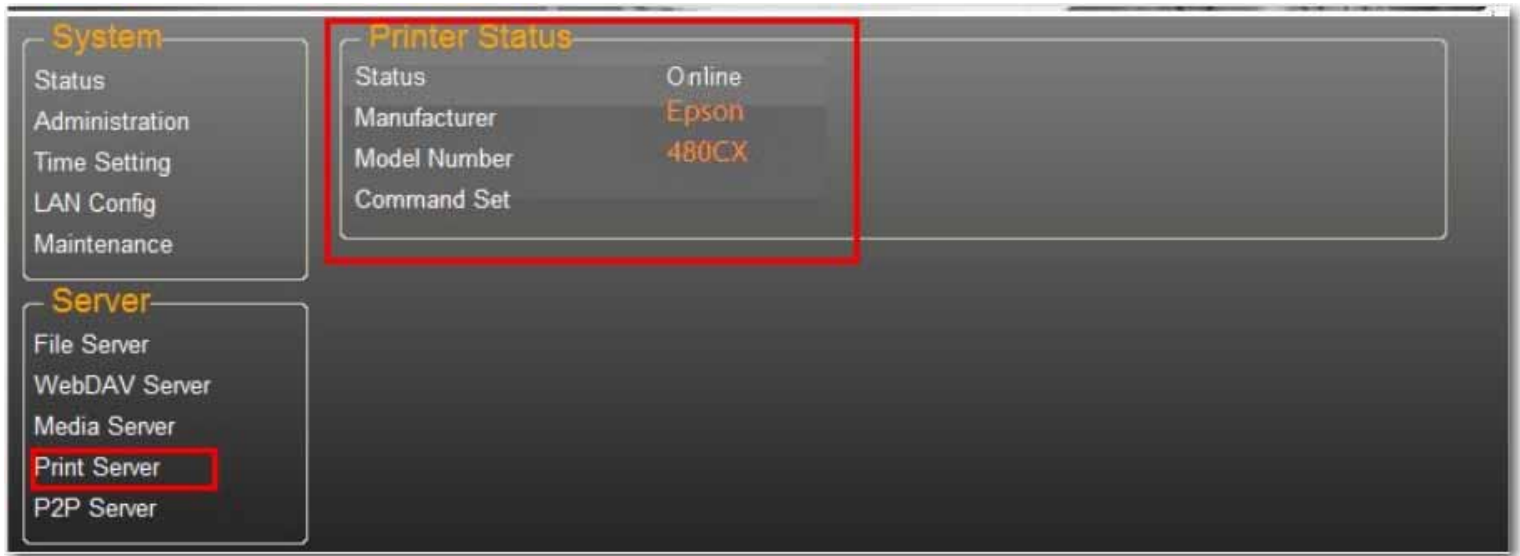 System
Status
Administration
Time Setting
LAN Config
Maintenance
Server
File Server
WebDAV Server
Media Server
Print Server
P2P Server
Printer Status
Status Online
Manufacturer Epson
Model Number 480CX
Command Set